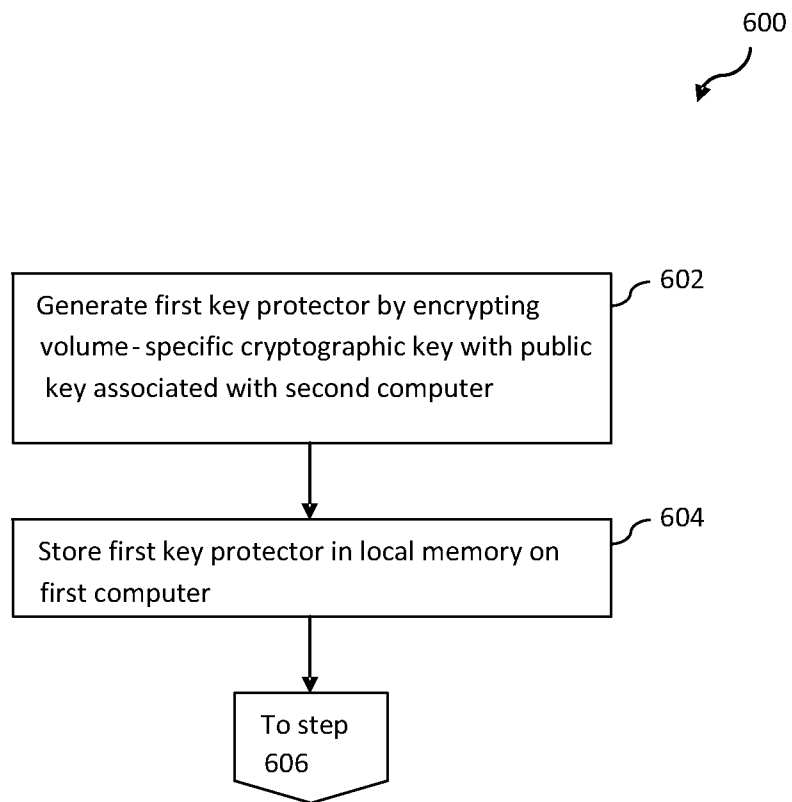 600
602
Generate first key protector by encrypting
volume-specific cryptographic key with public
key associated with second computer
604
Store first key protector in local memory on
first computer
To step
606